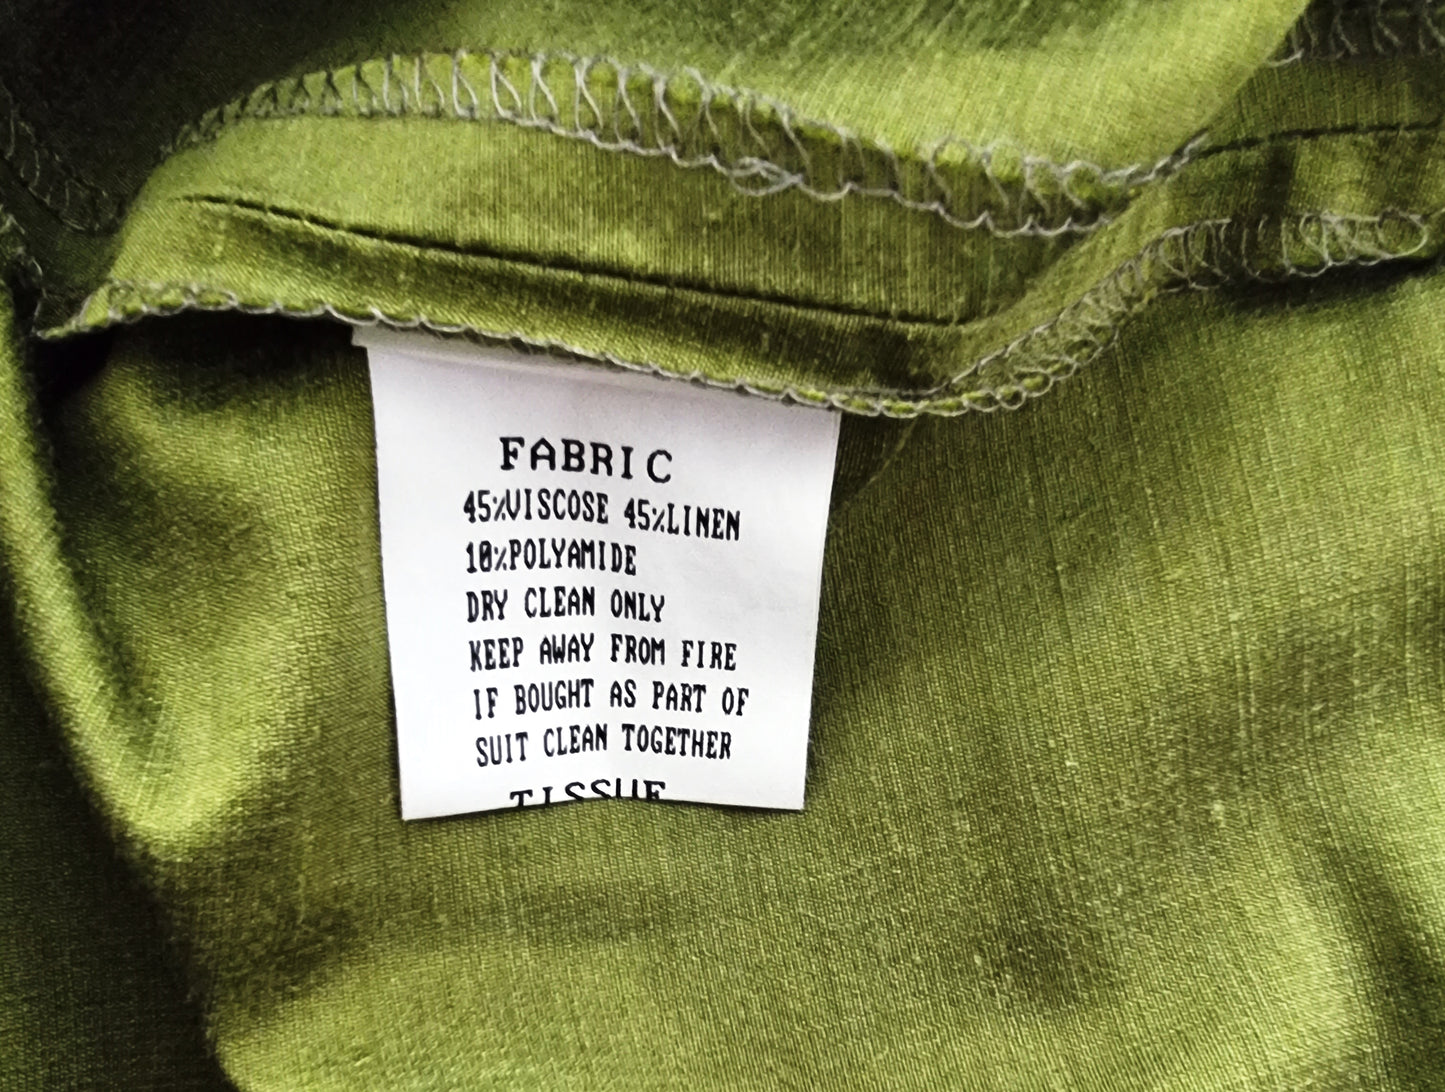 FABRIC
45%VISCOSE 45%LINEN
10%POLYAMIDE
DRY CLEAN ONLY
KEEP AWAY FROM FIRE
IF BOUGHT AS PART OF
SUIT CLEAN TOGETHER
TISSUE